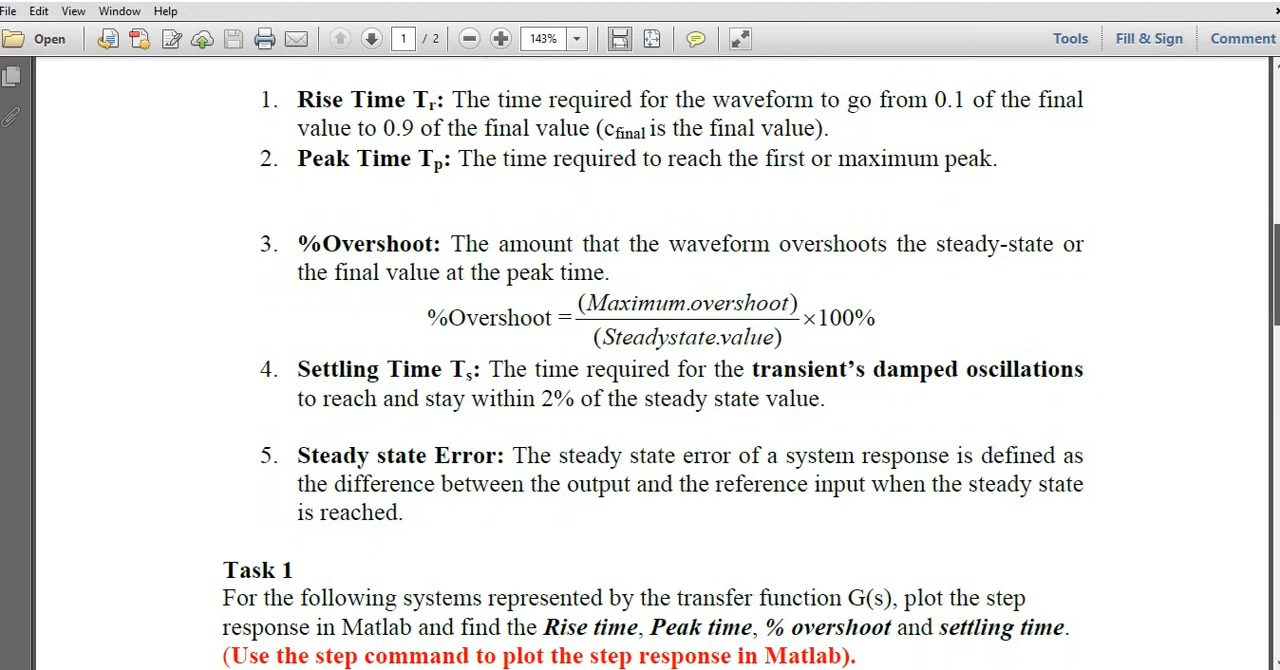 File Edit View Window Help
Open 1 / 2 143% Tools Fill & Sign Comment
1. Rise Time Tr: The time required for the waveform to go from 0.1 of the final
value to 0.9 of the final value (cfinal is the final value).
2. Peak Time Tp: The time required to reach the first or maximum peak.
3. %Overshoot: The amount that the waveform overshoots the steady-state or
the final value at the peak time.
%Overshoot = (Maximum.overshoot) / (Steadystate.value) ×100%
4. Settling Time Ts: The time required for the transient’s damped oscillations
to reach and stay within 2% of the steady state value.
5. Steady state Error: The steady state error of a system response is defined as
the difference between the output and the reference input when the steady state
is reached.
Task 1
For the following systems represented by the transfer function G(s), plot the step
response in Matlab and find the Rise time, Peak time, % overshoot and settling time.
(Use the step command to plot the step response in Matlab).